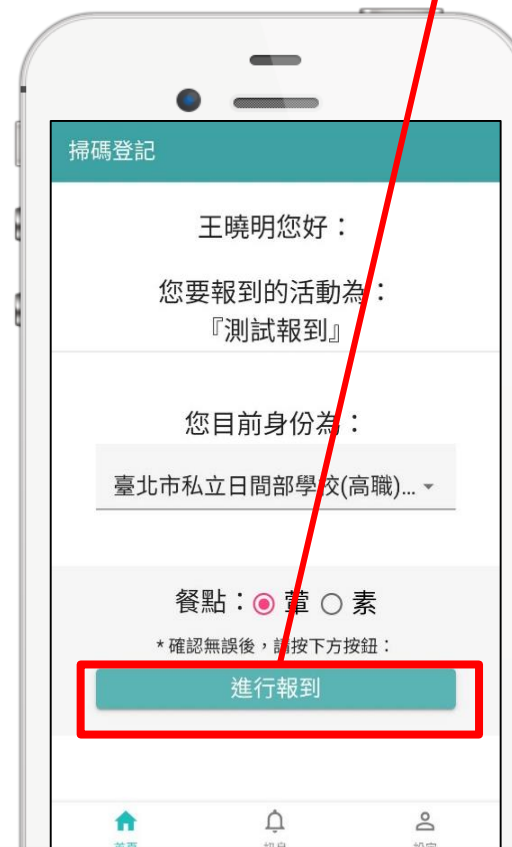 掃碼登記
王曉明您好：
您要報到的活動為：
『測試報到』
您目前身份為：
臺北市私立日間部學校(高職)...
餐點： 葷 素
* 確認無誤後，請按下方按鈕：
進行報到